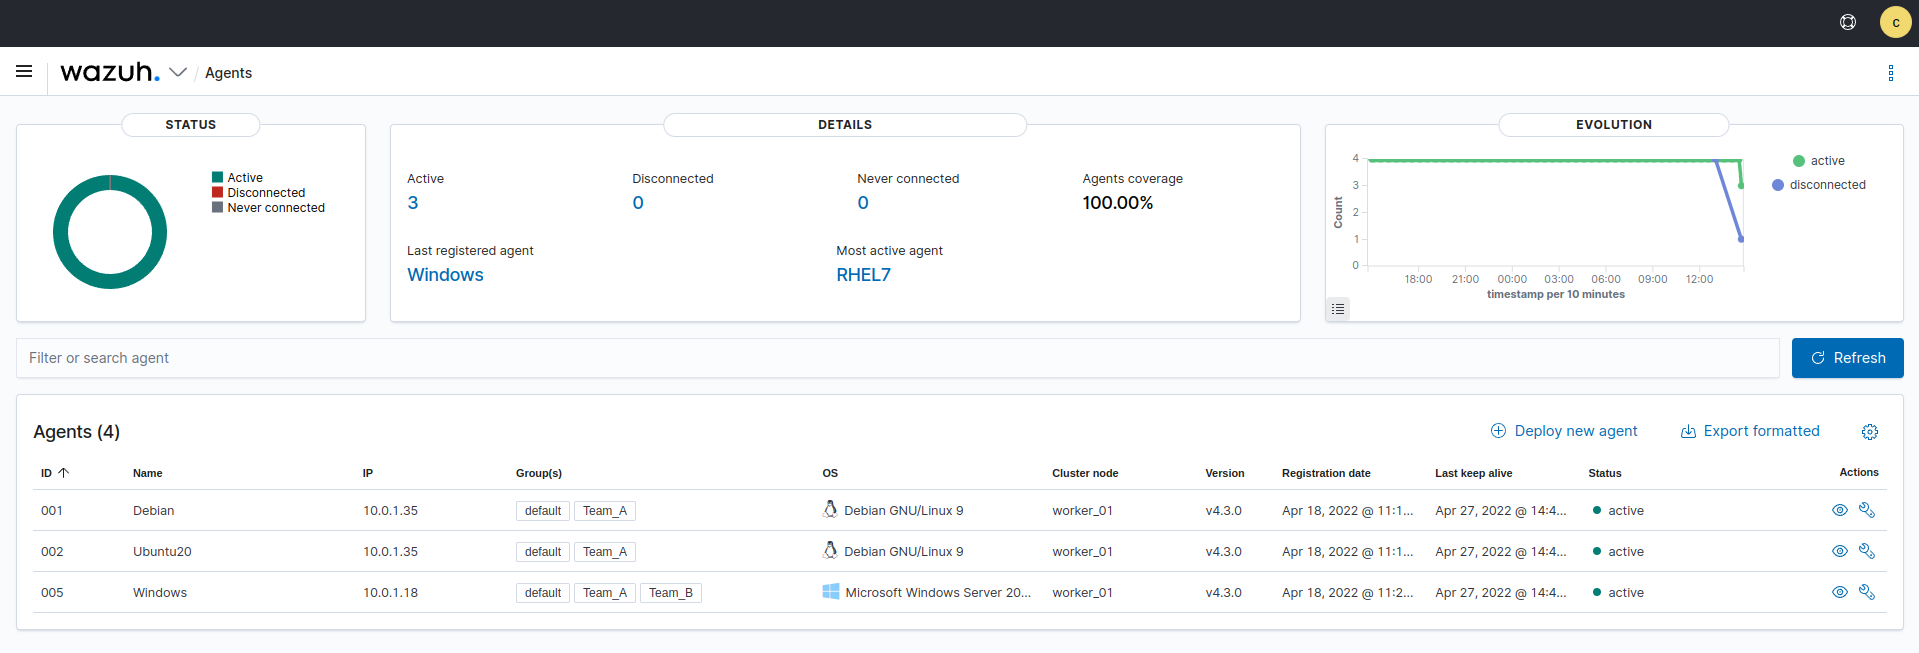 C
wazuh. / Agents
STATUS
Active
Disconnected
Never connected
DETAILS
Active Disconnected Never connected Agents coverage
3 0 0 100.00%
Last registered agent Most active agent
Windows RHEL7
EVOLUTION
4
3
2
1
0
Count
18:00 21:00 00:00 03:00 06:00 09:00 12:00
timestamp per 10 minutes
active
disconnected
Filter or search agent
Refresh
Agents (4) Deploy new agent Export formatted
ID Name IP Group(s) OS Cluster node Version Registration date Last keep alive Status Actions
001 Debian 10.0.1.35 default Team_A Debian GNU/Linux 9 worker_01 v4.3.0 Apr 18, 2022 @ 11:1... Apr 27, 2022 @ 14:4... active
002 Ubuntu20 10.0.1.35 default Team_A Debian GNU/Linux 9 worker_01 v4.3.0 Apr 18, 2022 @ 11:1... Apr 27, 2022 @ 14:4... active
005 Windows 10.0.1.18 default Team_A Team_B Microsoft Windows Server 20... worker_01 v4.3.0 Apr 18, 2022 @ 11:2... Apr 27, 2022 @ 14:4... active